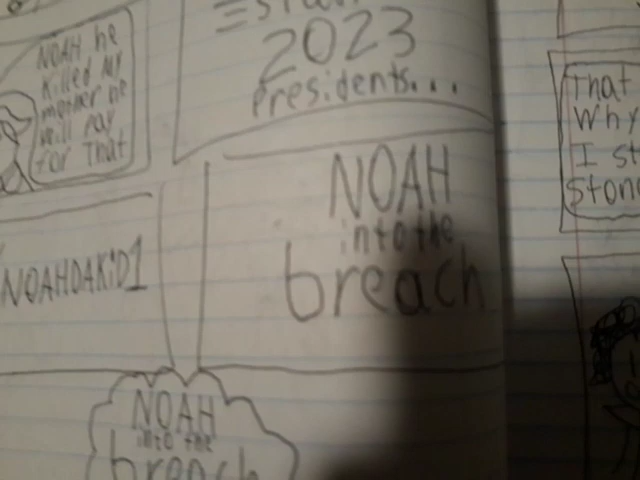 NOAH he
killed my
mother he
will pay
for that
2023
presidents...
NOAHDAKiD1
NOAH
into the
breach
NOAH
into the
breach
That
Why
I st
Ston